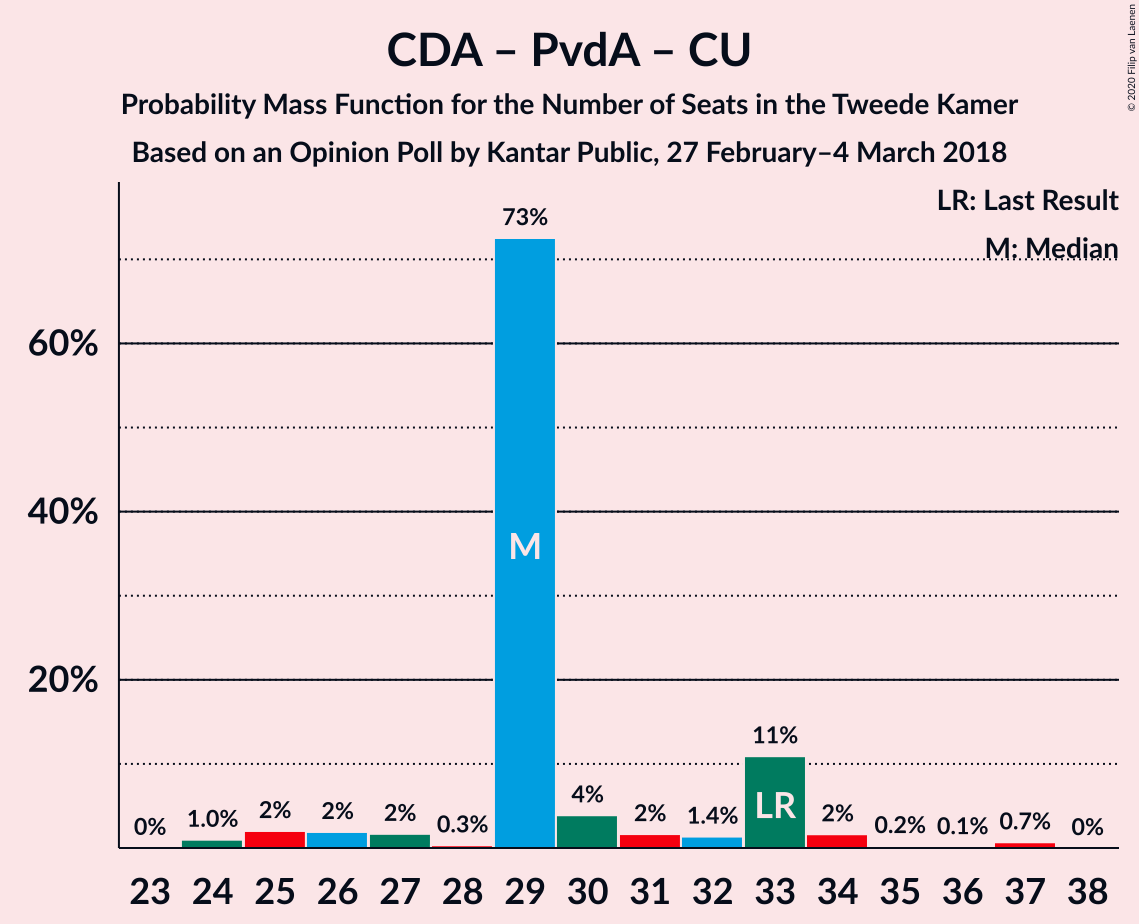 CDA – PvdA – CU
Probability Mass Function for the Number of Seats in the Tweede Kamer
Based on an Opinion Poll by Kantar Public, 27 February–4 March 2018
© 2020 Filip van Laenen
LR: Last Result
M: Median
60%
40%
20%
0%
1.0%
2%
2%
2%
0.3%
73%
4%
2%
1.4%
11%
2%
0.2%
0.1%
0.7%
0%
M
LR
23 24 25 26 27 28 29 30 31 32 33 34 35 36 37 38